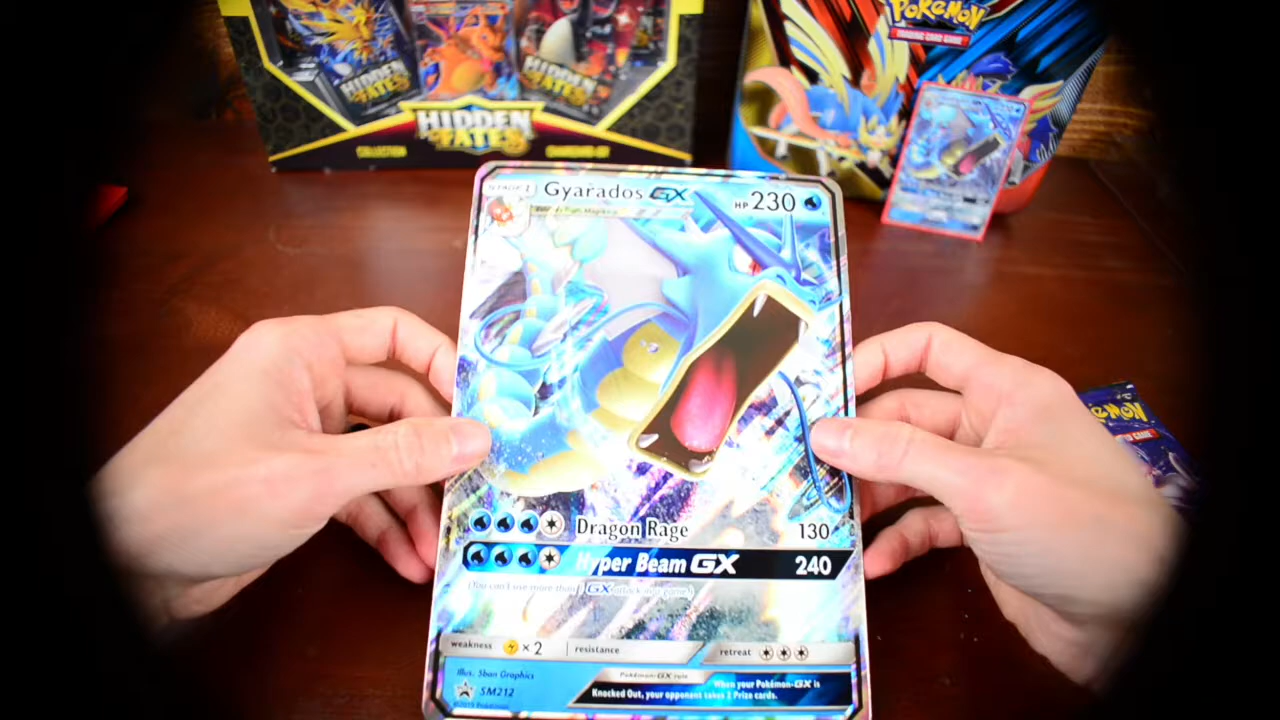 HIDDEN FATES
HIDDEN FATES
HIDDEN
FATES
COLLECTION
POKéMON
TRADING CARD GAME
STAGE 1
Gyarados GX
HP 230
Dragon Rage 130
Hyper Beam GX 240
(You can't use more than 1 GX attack in a game.)
weakness ×2 resistance retreat
Illus. 5ban Graphics
Pokémon-GX rule
When your Pokémon-GX is
Knocked Out, your opponent takes 2 Prize cards.
SM212
©2019 Pokémon